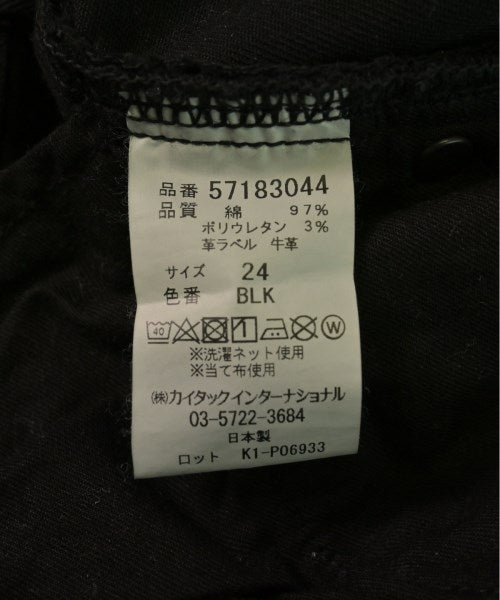 品番 57183044
品質 綿 97%
ポリウレタン 3%
革ラベル 牛革
サイズ 24
色番 BLK
40 1 W
※洗濯ネット使用
※当て布使用
㈱カイタックインターナショナル
03-5722-3684
日本製
ロット K1-P06933